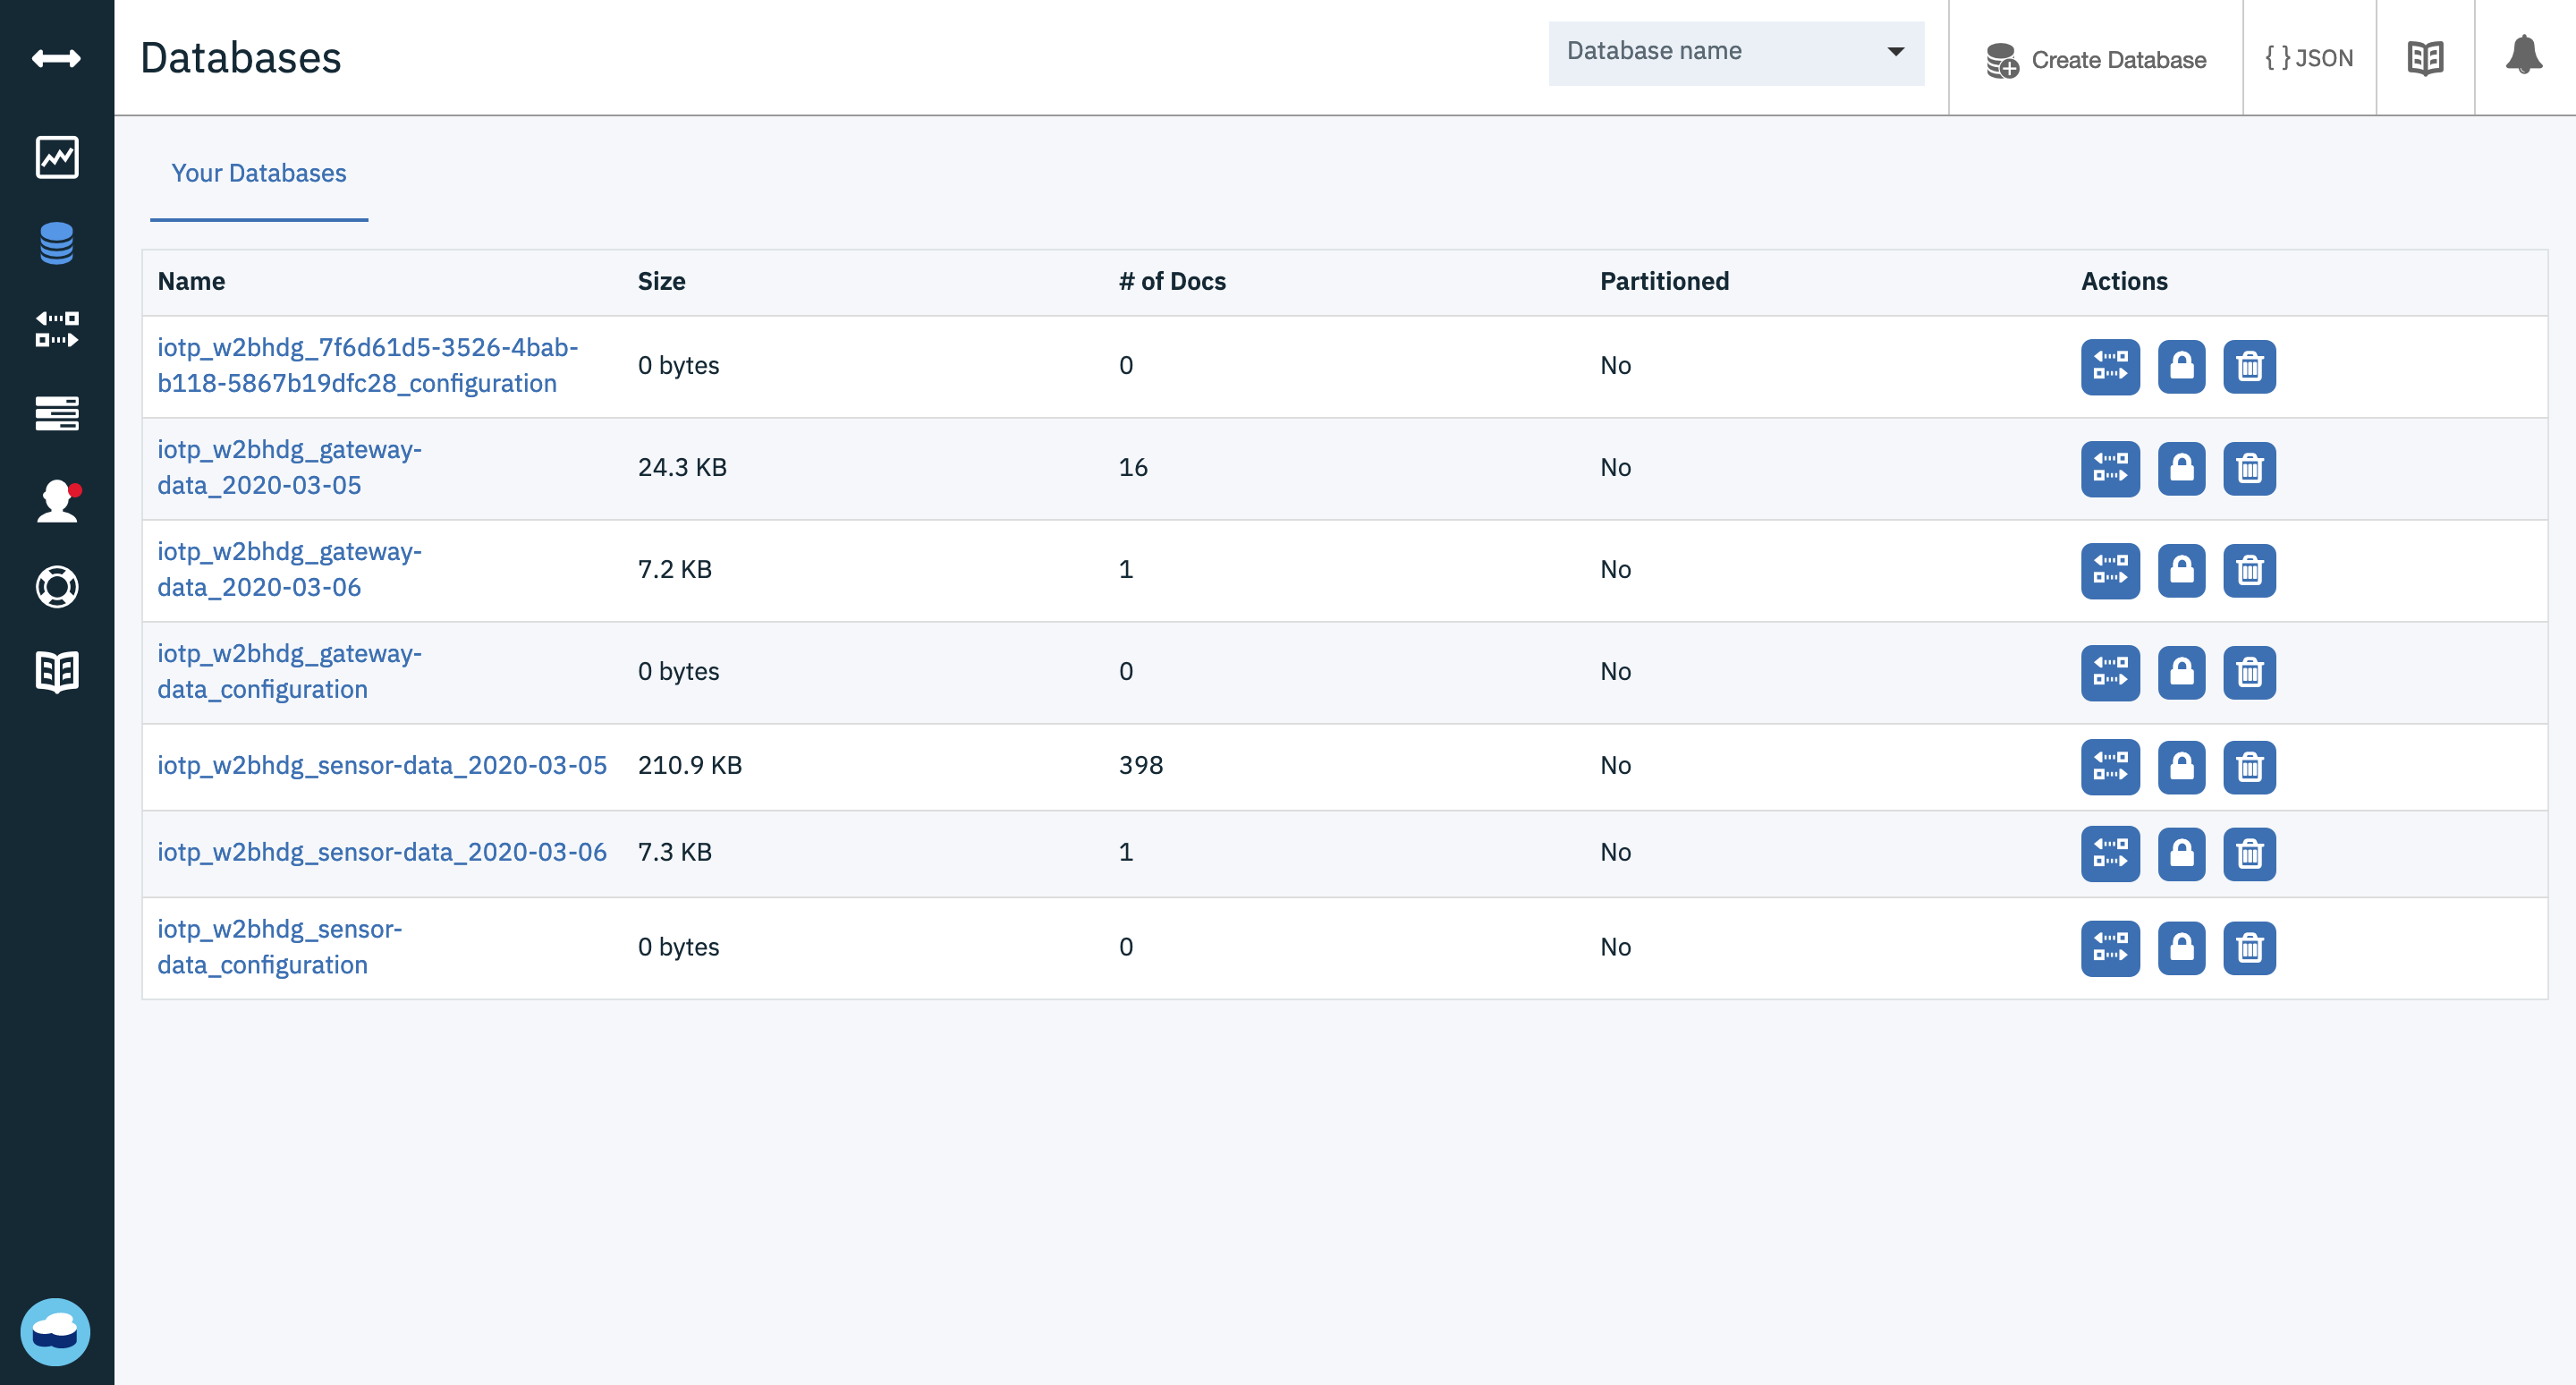 Databases
Database name
Create Database
{ } JSON
Your Databases
Name Size # of Docs Partitioned Actions
iotp_w2bhdg_7f6d61d5-3526-4bab-
b118-5867b19dfc28_configuration
0 bytes 0 No
iotp_w2bhdg_gateway-
data_2020-03-05
24.3 KB 16 No
iotp_w2bhdg_gateway-
data_2020-03-06
7.2 KB 1 No
iotp_w2bhdg_gateway-
data_configuration
0 bytes 0 No
iotp_w2bhdg_sensor-data_2020-03-05 210.9 KB 398 No
iotp_w2bhdg_sensor-data_2020-03-06 7.3 KB 1 No
iotp_w2bhdg_sensor-
data_configuration
0 bytes 0 No